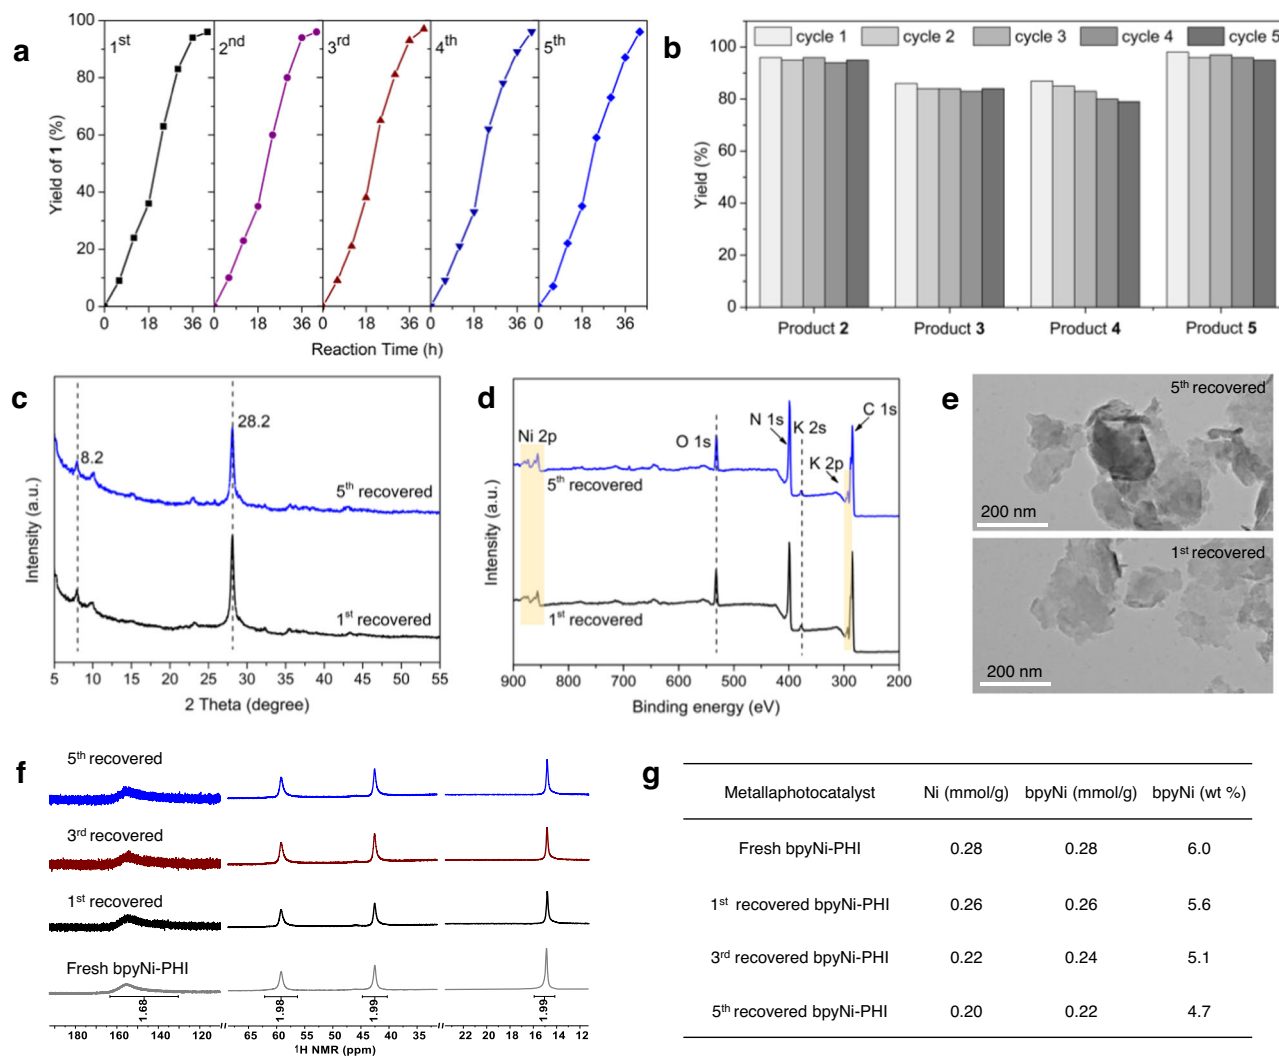 a
Yield of 1 (%)
100
80
60
40
20
0
1st
2nd
3rd
4th
5th
0 18 36 0 18 36 0 18 36 0 18 36 0 18 36
Reaction Time (h)
b
Yield (%)
100
80
60
40
20
0
cycle 1 cycle 2 cycle 3 cycle 4 cycle 5
Product 2 Product 3 Product 4 Product 5
c
Intensity (a.u.)
28.2
8.2
5th recovered
1st recovered
5 10 15 20 25 30 35 40 45 50 55
2 Theta (degree)
d
Intensity (a.u.)
Ni 2p
O 1s
N 1s
K 2s
K 2p
C 1s
5th recovered
1st recovered
900 800 700 600 500 400 300 200
Binding energy (eV)
e
5th recovered
200 nm
1st recovered
200 nm
f
5th recovered
3rd recovered
1st recovered
Fresh bpyNi-PHI
1.68
1.98
1.99
1.99
180 160 140 120 65 60 55 50 45 40 35 22 20 18 16 14 12
1H NMR (ppm)
g
Metallaphotocatalyst Ni (mmol/g) bpyNi (mmol/g) bpyNi (wt %)
Fresh bpyNi-PHI 0.28 0.28 6.0
1st recovered bpyNi-PHI 0.26 0.26 5.6
3rd recovered bpyNi-PHI 0.22 0.24 5.1
5th recovered bpyNi-PHI 0.20 0.22 4.7